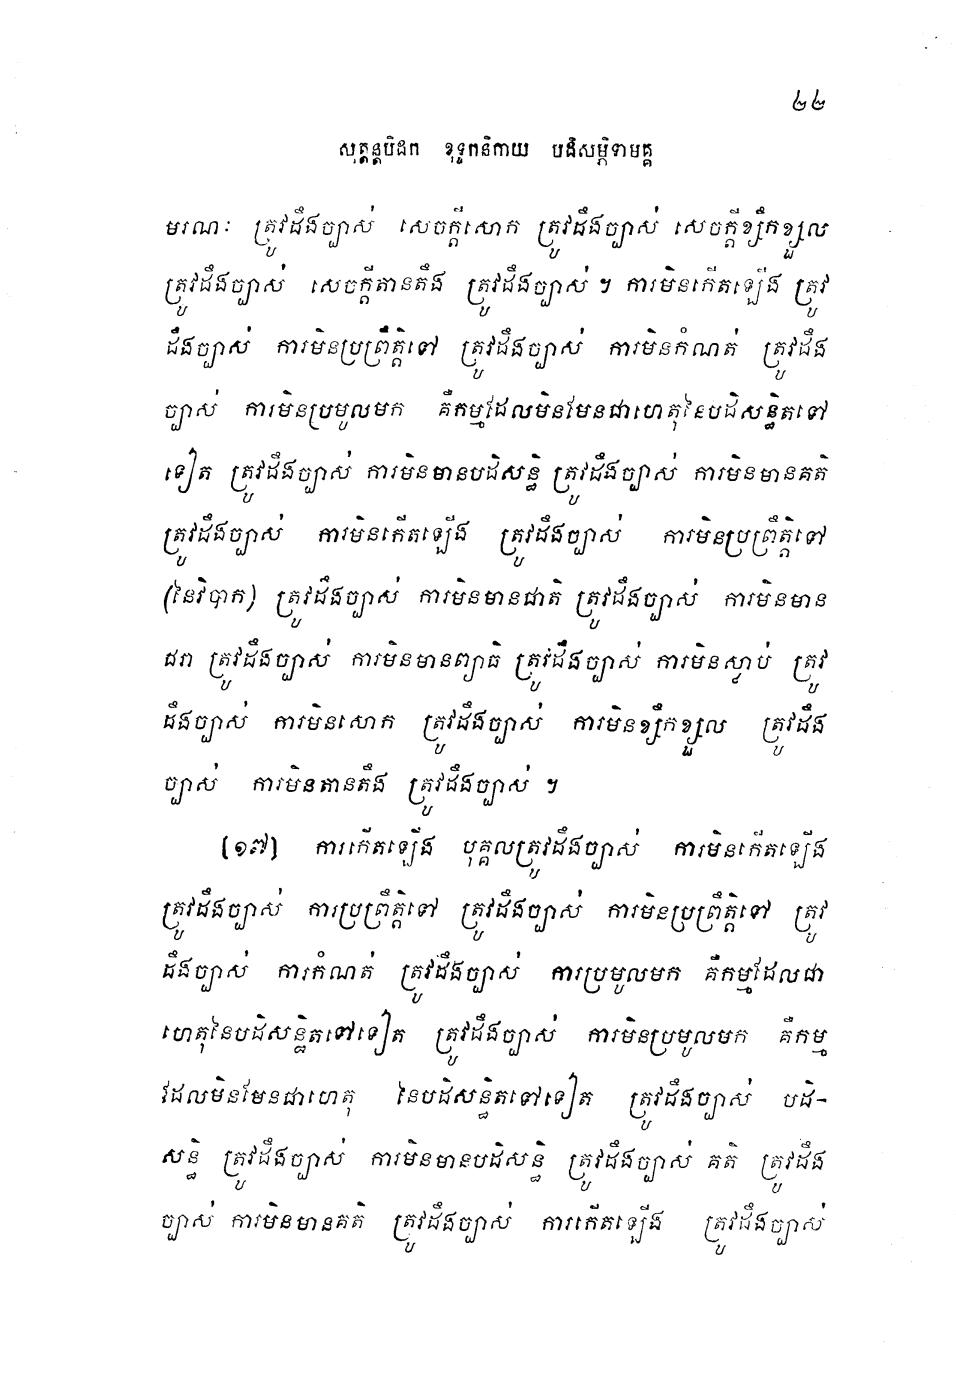 ២២
សុត្តន្តបិដក ខុទ្ទកនិកាយ បដិសម្ភិទាមគ្គ
មរណៈ ត្រូវដឹងច្បាស់ សេចក្តីសោក ត្រូវដឹងច្បាស់ សេចក្តីខ្សឹកខ្សួល
ត្រូវដឹងច្បាស់ សេចក្តីតានតឹង ត្រូវដឹងច្បាស់ ។ ការមិនកើតឡើង ត្រូវ
ដឹងច្បាស់ ការមិនប្រព្រឹត្តិទៅ ត្រូវដឹងច្បាស់ ការមិនកំណត់ ត្រូវដឹង
ច្បាស់ ការមិនប្រមូលមក គឺកម្មដែលមិនមែនជាហេតុនៃបដិសន្ធិតទៅ
ទៀត ត្រូវដឹងច្បាស់ ការមិនមានបដិសន្ធិ ត្រូវដឹងច្បាស់ ការមិនមានគតិ
ត្រូវដឹងច្បាស់ ការមិនកើតឡើង ត្រូវដឹងច្បាស់ ការមិនប្រព្រឹត្តិទៅ
(នៃវិបាក) ត្រូវដឹងច្បាស់ ការមិនមានជាតិ ត្រូវដឹងច្បាស់ ការមិនមាន
ជរា ត្រូវដឹងច្បាស់ ការមិនមានព្យាធិ ត្រូវដឹងច្បាស់ ការមិនស្លាប់ ត្រូវ
ដឹងច្បាស់ ការមិនសោក ត្រូវដឹងច្បាស់ ការមិនខ្សឹកខ្សួល ត្រូវដឹង
ច្បាស់ ការមិនតានតឹង ត្រូវដឹងច្បាស់ ។
[១៧] ការកើតឡើង បុគ្គលត្រូវដឹងច្បាស់ ការមិនកើតឡើង
ត្រូវដឹងច្បាស់ ការប្រព្រឹត្តិទៅ ត្រូវដឹងច្បាស់ ការមិនប្រព្រឹត្តិទៅ ត្រូវ
ដឹងច្បាស់ ការកំណត់ ត្រូវដឹងច្បាស់ ការប្រមូលមក គឺកម្មដែលជា
ហេតុនៃបដិសន្ធិតទៅទៀត ត្រូវដឹងច្បាស់ ការមិនប្រមូលមក គឺកម្ម
ដែលមិនមែនជាហេតុ នៃបដិសន្ធិតទៅទៀត ត្រូវដឹងច្បាស់ បដិ-
សន្ធិ ត្រូវដឹងច្បាស់ ការមិនមានបដិសន្ធិ ត្រូវដឹងច្បាស់ គតិ ត្រូវដឹង
ច្បាស់ ការមិនមានគតិ ត្រូវដឹងច្បាស់ ការកើតឡើង ត្រូវដឹងច្បាស់